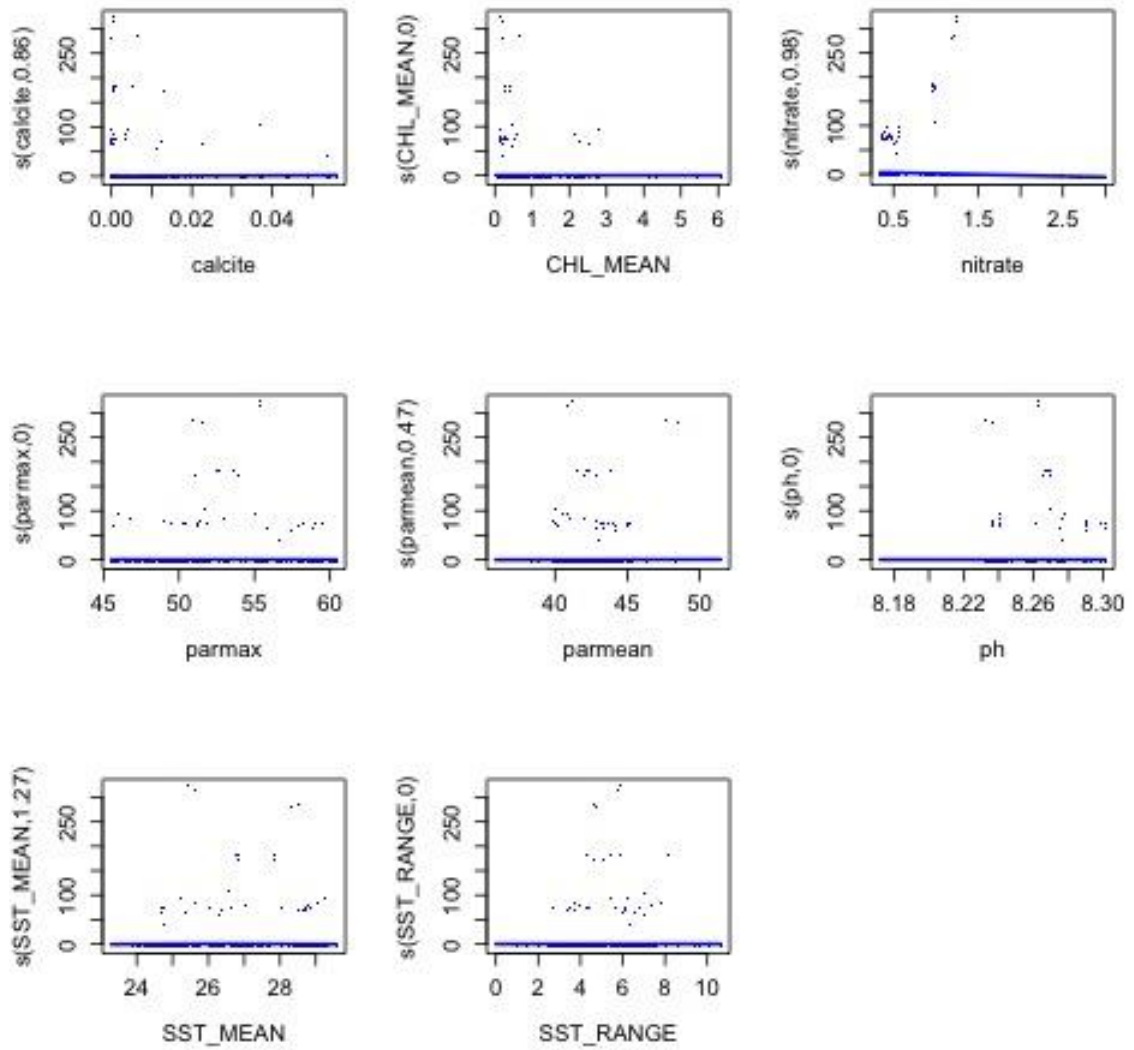 s(calcite,0.86)
250
100
0
0.00 0.02 0.04
calcite
s(CHL_MEAN,0)
250
100
0
0 1 2 3 4 5 6
CHL_MEAN
s(nitrate,0.98)
250
100
0
0.5 1.5 2.5
nitrate
s(parmax,0)
250
100
0
45 50 55 60
parmax
s(parmean,0.47)
250
100
0
40 45 50
parmean
s(ph,0)
250
100
0
8.18 8.22 8.26 8.30
ph
s(SST_MEAN,1.27)
250
100
0
24 26 28
SST_MEAN
s(SST_RANGE,0)
250
100
0
0 2 4 6 8 10
SST_RANGE